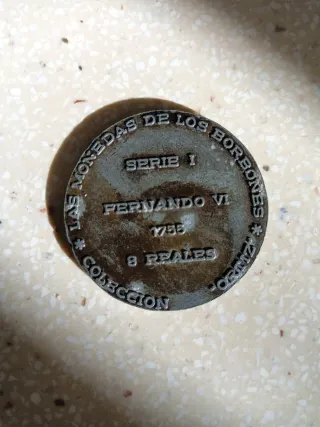 * LAS MONEDAS DE LOS BORBONES *
SERIE I
FERNANDO VI
8 REALES
COLECCION